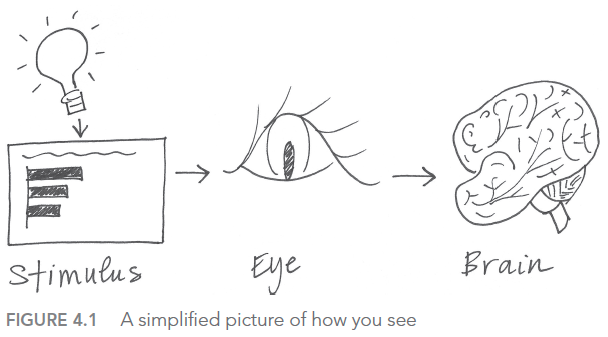 Stimulus
Eye
Brain
FIGURE 4.1 A simplified picture of how you see